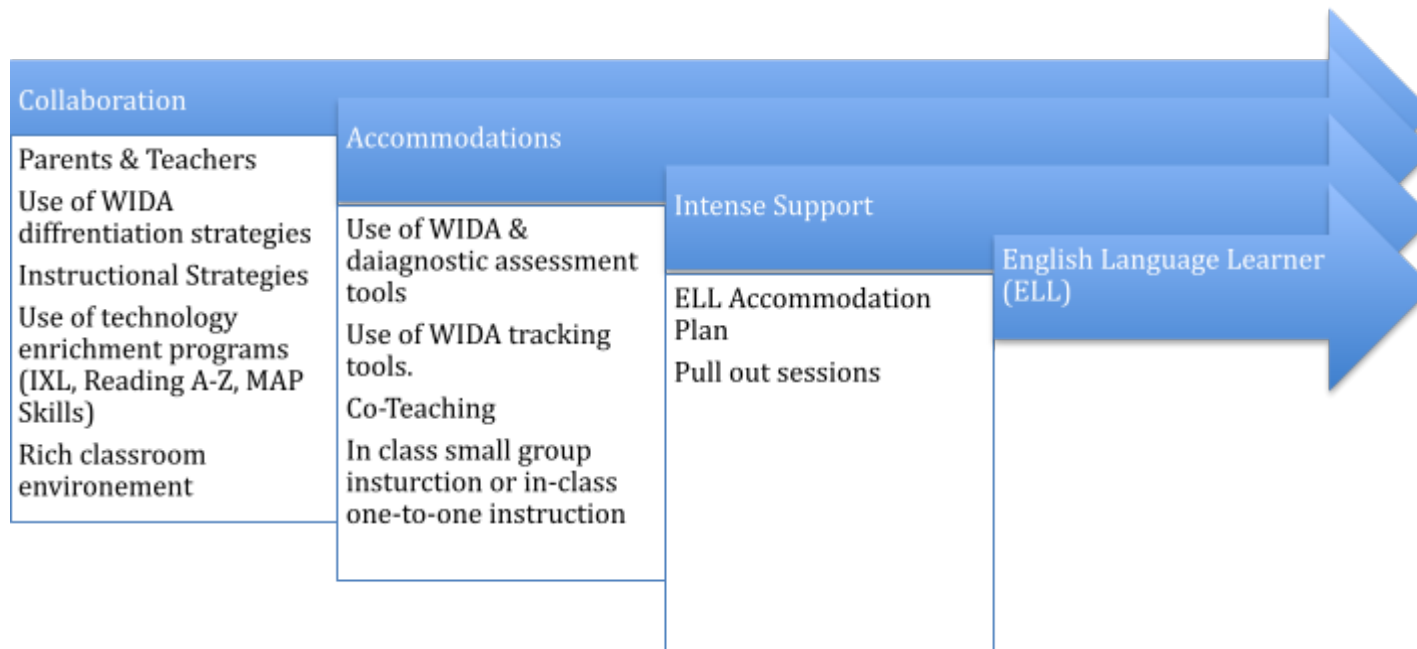 Collaboration
Parents & Teachers
Use of WIDA
diffrentiation strategies
Instructional Strategies
Use of technology
enrichment programs
(IXL, Reading A-Z, MAP
Skills)
Rich classroom
environement
Accommodations
Use of WIDA &
daiagnostic assessment
tools
Use of WIDA tracking
tools.
Co-Teaching
In class small group
insturction or in-class
one-to-one instruction
Intense Support
ELL Accommodation
Plan
Pull out sessions
English Language Learner
(ELL)